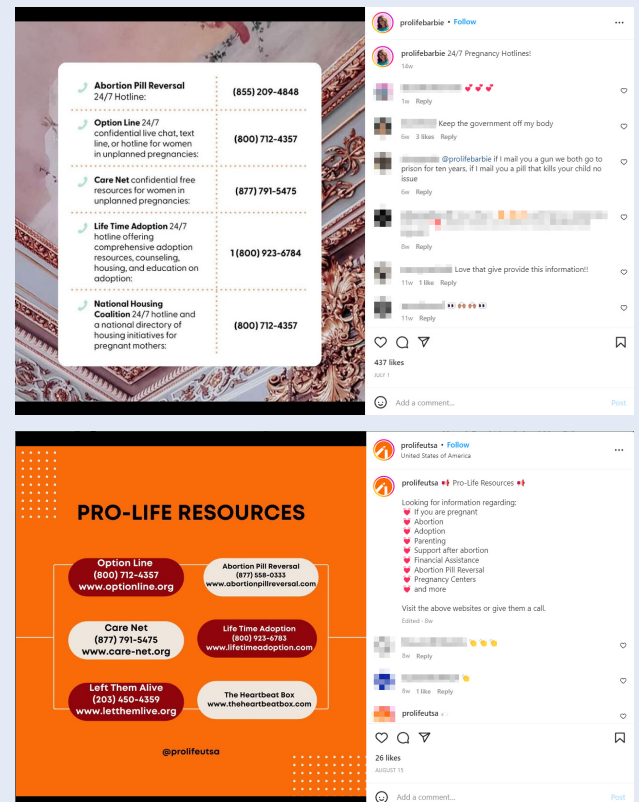 Abortion Pill Reversal
24/7 Hotline:
(855) 209-4848
Option Line 24/7
confidential live chat, text
line, or hotline for women
in unplanned pregnancies:
(800) 712-4357
Care Net confidential free
resources for women in
unplanned pregnancies:
(877) 791-5475
Life Time Adoption 24/7
hotline offering
comprehensive adoption
resources, counseling,
housing, and education on
adoption:
1 (800) 923-6784
National Housing
Coalition 24/7 hotline and
a national directory of
housing initiatives for
pregnant mothers:
(800) 712-4357
prolifebarbie • Follow
prolifebarbie 24/7 Pregnancy Hotlines!
14w
1w Reply
Keep the government off my body
6w 3 likes Reply
@prolifebarbie if I mail you a gun we both go to
prison for ten years, if I mail you a pill that kills your child no
issue
6w Reply
8w Reply
Love that give provide this information!!
11w 1 like Reply
11w Reply
437 likes
JULY 1
Add a comment...
Post
PRO-LIFE RESOURCES
Option Line
(800) 712-4357
www.optionline.org
Abortion Pill Reversal
(877) 558-0333
www.abortionpillreversal.com
Care Net
(877) 791-5475
www.care-net.org
Life Time Adoption
(800) 923-6783
www.lifetimeadoption.com
Left Them Alive
(203) 450-4359
www.letthemlive.org
The Heartbeat Box
www.theheartbeatbox.com
@prolifeutsa
prolifeutsa • Follow
United States of America
prolifeutsa Pro-Life Resources
Looking for information regarding:
If you are pregnant
Abortion
Adoption
Parenting
Support after abortion
Financial Assistance
Abortion Pill Reversal
Pregnancy Centers
and more
Visit the above websites or give them a call.
Edited · 8w
8w Reply
8w 1 like Reply
prolifeutsa
26 likes
AUGUST 15
Add a comment...
Post